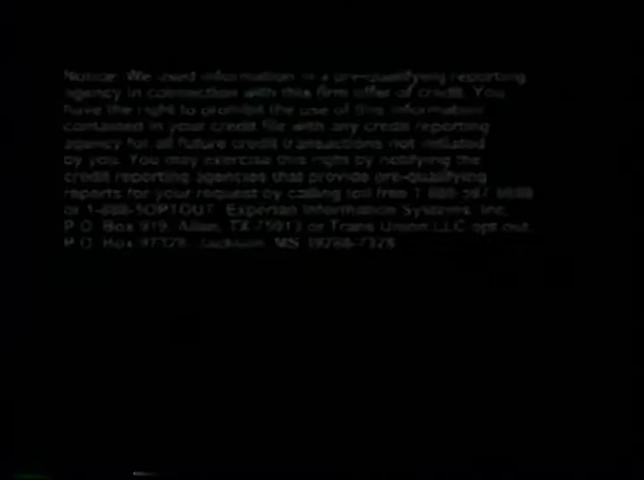 Notice: We used information in a pre-qualifying reporting
agency in connection with this firm offer of credit. You
have the right to prohibit the use of this information
contained in your credit file with any credit reporting
agency for all future credit transactions not initiated
by you. You may exercise this right by notifying the
credit reporting agencies that provide pre-qualifying
reports for your request by calling toll free 1
or 1-888-5OPTOUT. Experian Information Systems, Inc.
P.O. Box 919, Allen, TX 75013 or Trans Union LLC opt out,
P.O. Box 97328, Jackson, MS